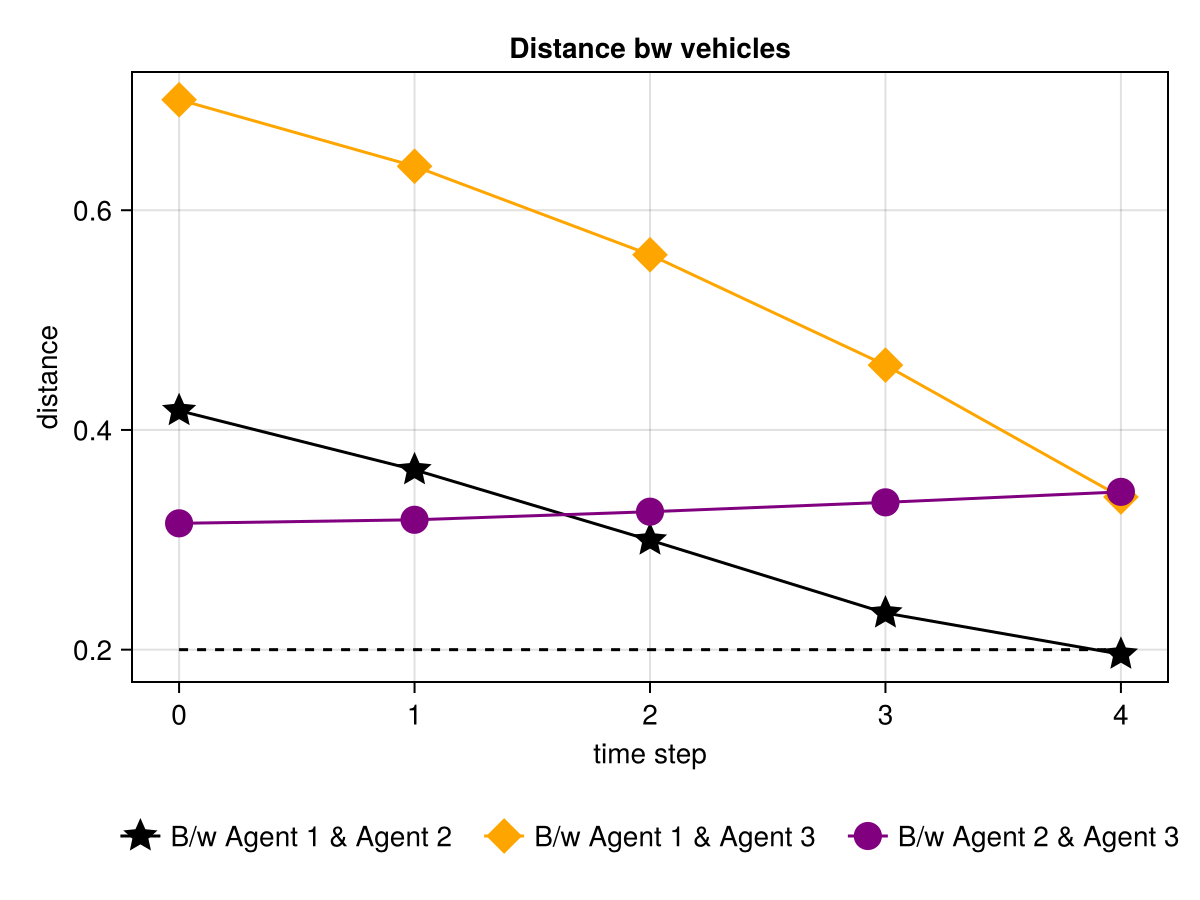 Distance bw vehicles
distance
0.6
0.4
0.2
0 1 2 3 4
time step
B/w Agent 1 & Agent 2 B/w Agent 1 & Agent 3 B/w Agent 2 & Agent 3